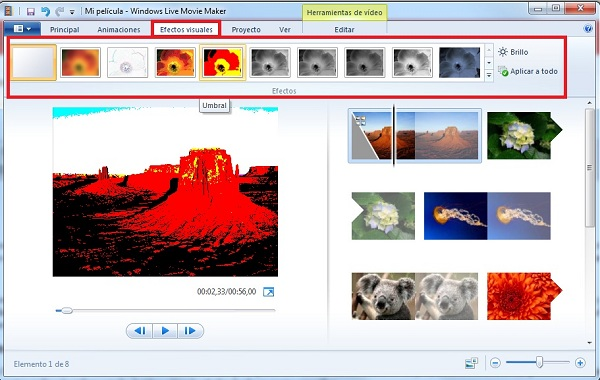 Mi película - Windows Live Movie Maker
Herramientas de vídeo
Principal Animaciones Efectos visuales Proyecto Ver Editar
Brillo
Aplicar a todo
Efectos
Umbral
00:02,33/00:56,00
Elemento 1 de 8